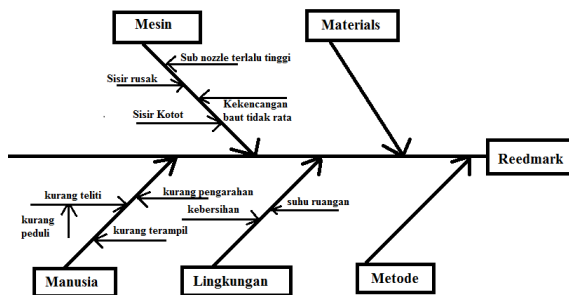 Mesin
Materials
Sub nozzle terlalu tinggi
Sisir rusak
Kekencangan
baut tidak rata
Sisir Kotot
Reedmark
kurang teliti
kurang pengarahan
kurang
peduli
kebersihan
suhu ruangan
kurang terampil
Manusia
Lingkungan
Metode